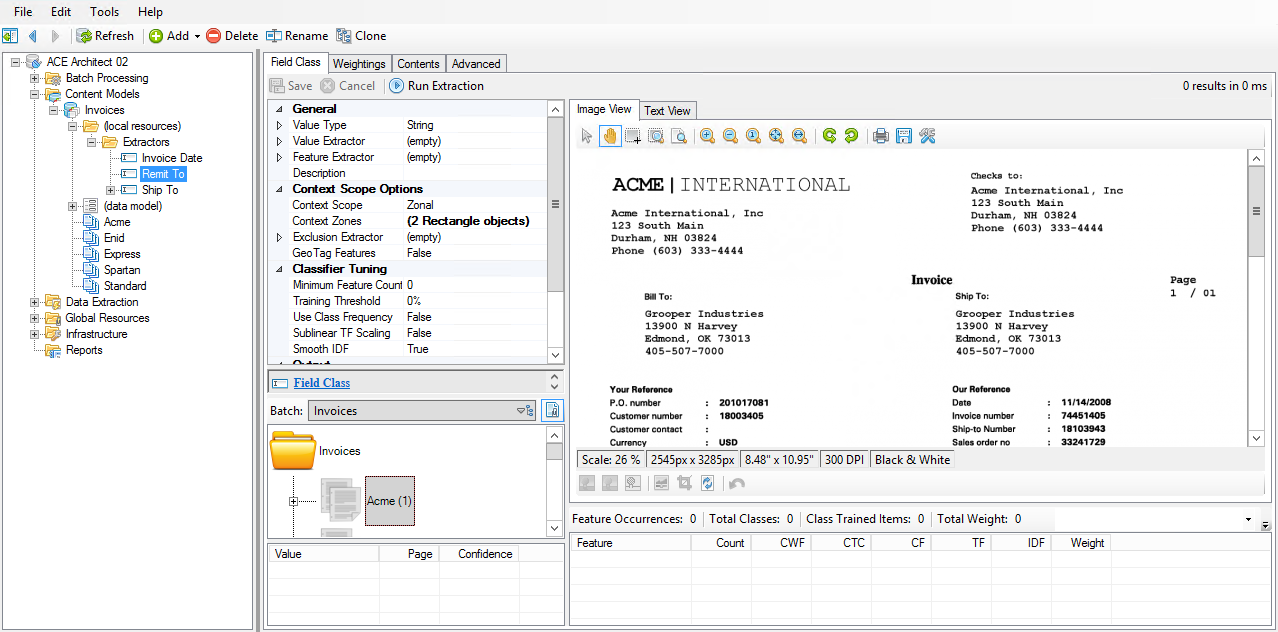 File Edit Tools Help
Refresh Add Delete Rename Clone
ACE Architect 02
Batch Processing
Content Models
Invoices
(local resources)
Extractors
Invoice Date
Remit To
Ship To
(data model)
Acme
Enid
Express
Spartan
Standard
Data Extraction
Global Resources
Infrastructure
Reports
Field Class Weightings Contents Advanced
Save Cancel Run Extraction 0 results in 0 ms
General
Value Type String
Value Extractor (empty)
Feature Extractor (empty)
Description
Context Scope Options
Context Scope Zonal
Context Zones (2 Rectangle objects)
Exclusion Extractor (empty)
GeoTag Features False
Classifier Tuning
Minimum Feature Count 0
Training Threshold 0%
Use Class Frequency False
Sublinear TF Scaling False
Smooth IDF True
Output
Field Class
Batch: Invoices
Invoices
Acme (1)
Value Page Confidence
Image View Text View
ACME | INTERNATIONAL
Acme International, Inc
123 South Main
Durham, NH 03824
Phone (603) 333-4444
Checks to:
Acme International, Inc
123 South Main
Durham, NH 03824
Phone (603) 333-4444
Invoice
Page
1 / 01
Bill To:
Grooper Industries
13900 N Harvey
Edmond, OK 73013
405-507-7000
Ship To:
Grooper Industries
13900 N Harvey
Edmond, OK 73013
405-507-7000
Your Reference
P.O. number : 201017081
Customer number : 18003405
Customer contact :
Currency : USD
Our Reference
Date : 11/14/2008
Invoice number : 74451405
Ship-to Number : 18103943
Sales order no : 33241729
Scale: 26 % 2545px x 3285px 8.48" x 10.95" 300 DPI Black & White
Feature Occurrences: 0 Total Classes: 0 Class Trained Items: 0 Total Weight: 0
Feature Count CWF CTC CF TF IDF Weight